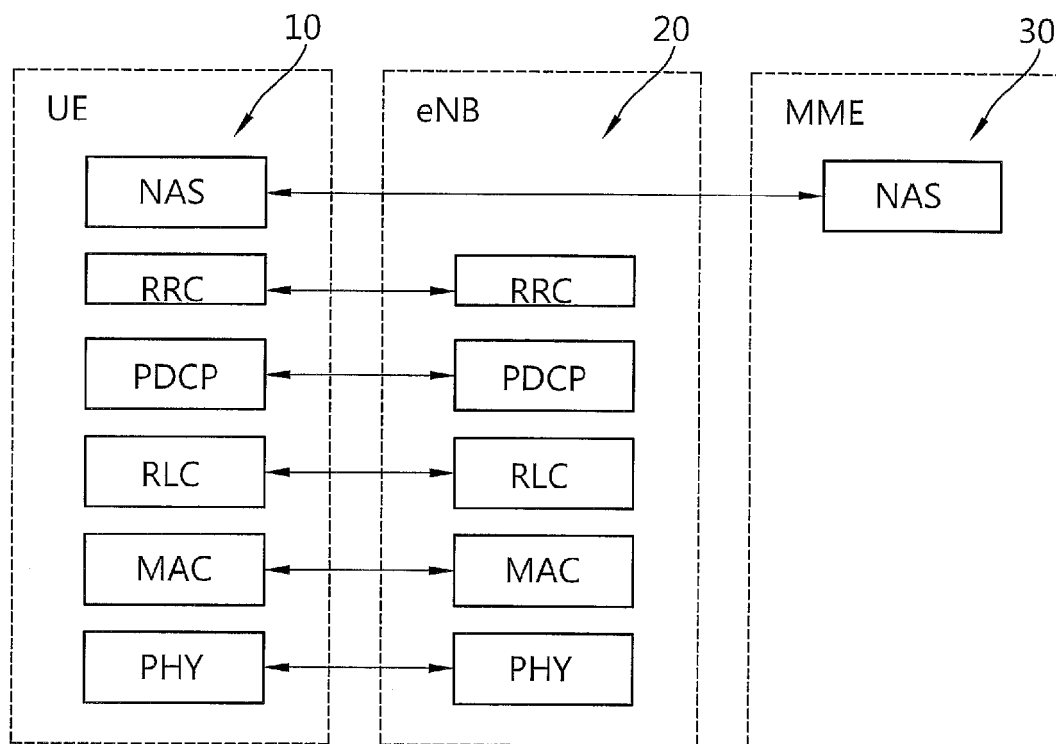 10 20 30
UE eNB MME
NAS NAS
RRC RRC
PDCP PDCP
RLC RLC
MAC MAC
PHY PHY